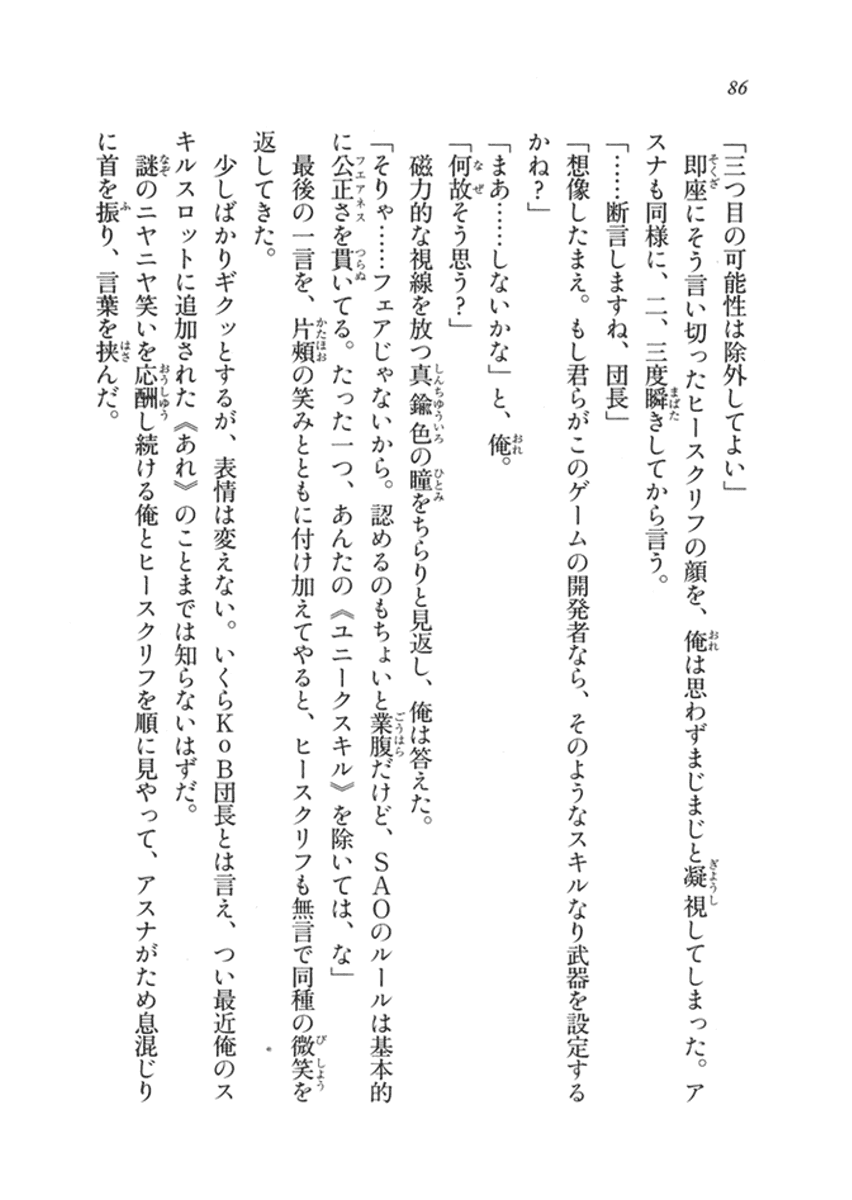 86
「三つ目の可能性は除外してよい」
即座にそう言い切ったヒースクリフの顔を、俺は思わずまじまじと凝視してしまった。ア
スナも同様に、二、三度瞬きしてから言う。
「……断言しますね、団長」
「想像したまえ。もし君らがこのゲームの開発者なら、そのようなスキルなり武器を設定する
かね？」
「まあ……しないかな」と、俺。
「何故そう思う？」
磁力的な視線を放つ真鍮色の瞳をちらりと見返し、俺は答えた。
「そりゃ……フェアじゃないから。認めるのもちょいと業腹だけど、ＳＡＯのルールは基本的
に公正さを貫いてる。たった一つ、あんたの《ユニークスキル》を除いては、な」
最後の一言を、片頬の笑みとともに付け加えてやると、ヒースクリフも無言で同種の微笑を
返してきた。
少しばかりギクッとするが、表情は変えない。いくらＫｏＢ団長とは言え、つい最近俺のス
キルスロットに追加された《あれ》のことまでは知らないはずだ。
謎のニヤニヤ笑いを応酬し続ける俺とヒースクリフを順に見やって、アスナがため息混じり
に首を振り、言葉を挟んだ。